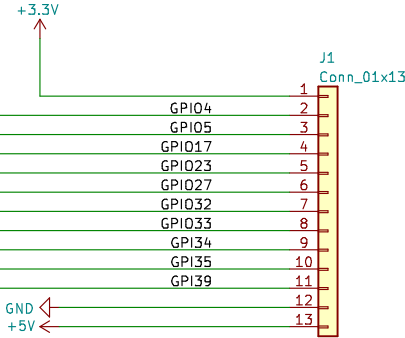 +3.3V
J1
Conn_01x13
1
GPIO4 2
GPIO5 3
GPIO17 4
GPIO23 5
GPIO27 6
GPIO32 7
GPIO33 8
GPI34 9
GPI35 10
GPI39 11
GND 12
+5V 13